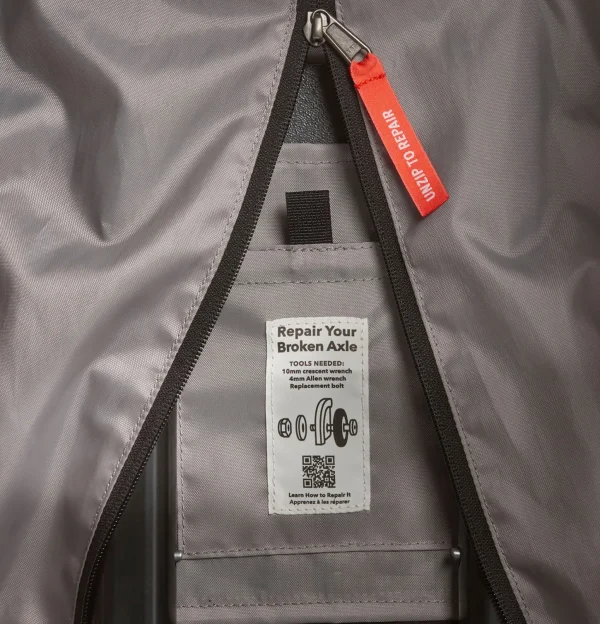 UNZIP TO REPAIR
Repair Your
Broken Axle
TOOLS NEEDED:
10mm crescent wrench
4mm Allen wrench
Replacement bolt
Learn How to Repair It
Apprenez à les réparer